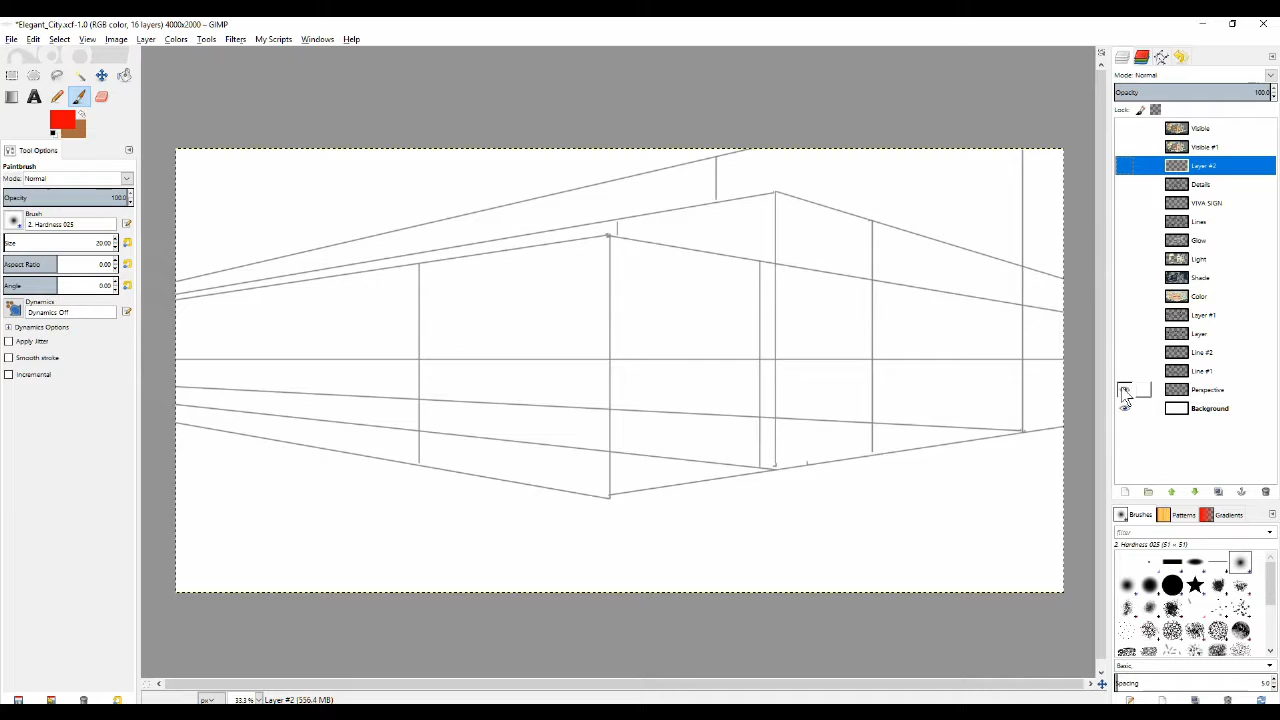 *Elegant_City.xcf-1.0 (RGB color, 16 layers) 4000x2000 – GIMP
File Edit Select View Image Layer Colors Tools Filters My Scripts Windows Help
Tool Options
Paintbrush
Mode: Normal
Opacity 100.0
Brush
2. Hardness 025
Size 20.00
Aspect Ratio 0.00
Angle 0.00
Dynamics
Dynamics Off
Dynamics Options
Apply Jitter
Smooth stroke
Incremental
px 33.3 % Layer #2 (556.4 MB)
Mode: Normal
Opacity 100.0
Lock:
Visible
Visible #1
Layer #2
Details
VIVA SIGN
Lines
Glow
Light
Shade
Color
Layer #1
Layer
Line #2
Line #1
Perspective
Background
Brushes Patterns Gradients
filter
2. Hardness 025 (51 × 51)
Basic,
Spacing 5.0